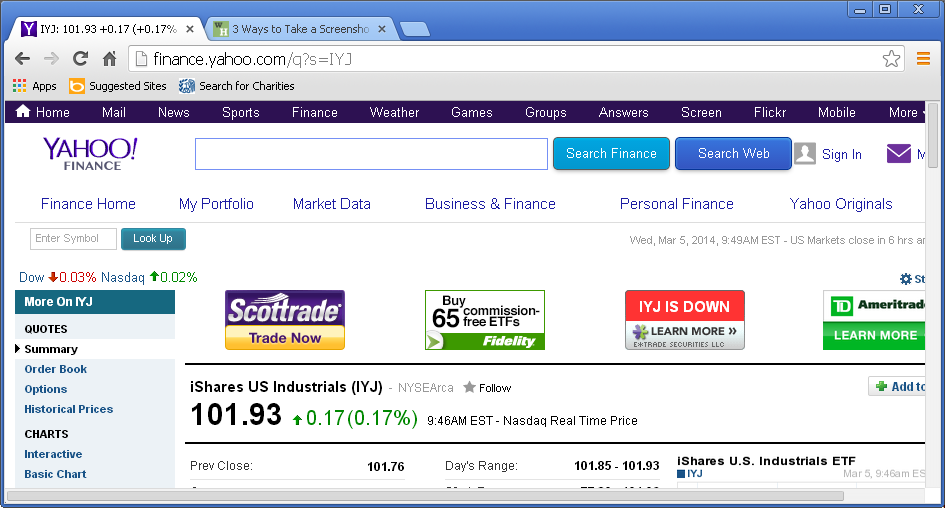 IYJ: 101.93 +0.17 (+0.17%
3 Ways to Take a Screensho
finance.yahoo.com/q?s=IYJ
Apps Suggested Sites Search for Charities
Home Mail News Sports Finance Weather Games Groups Answers Screen Flickr Mobile More
YAHOO!
FINANCE
Search Finance Search Web Sign In M
Finance Home My Portfolio Market Data Business & Finance Personal Finance Yahoo Originals
Enter Symbol Look Up Wed, Mar 5, 2014, 9:49AM EST - US Markets close in 6 hrs an
Dow 0.03% Nasdaq 0.02%
St
More On IYJ
QUOTES
Summary
Order Book
Options
Historical Prices
CHARTS
Interactive
Basic Chart
Scottrade
Trade Now
Buy
65 commission-
free ETFs
Fidelity
IYJ IS DOWN
LEARN MORE »
E*TRADE SECURITIES LLC
TD Ameritrade
LEARN MORE
iShares US Industrials (IYJ) - NYSEArca Follow
Add to
101.93 0.17(0.17%) 9:46AM EST - Nasdaq Real Time Price
Prev Close: 101.76
Day's Range: 101.85 - 101.93
iShares U.S. Industrials ETF
IYJ Mar 5, 9:46am